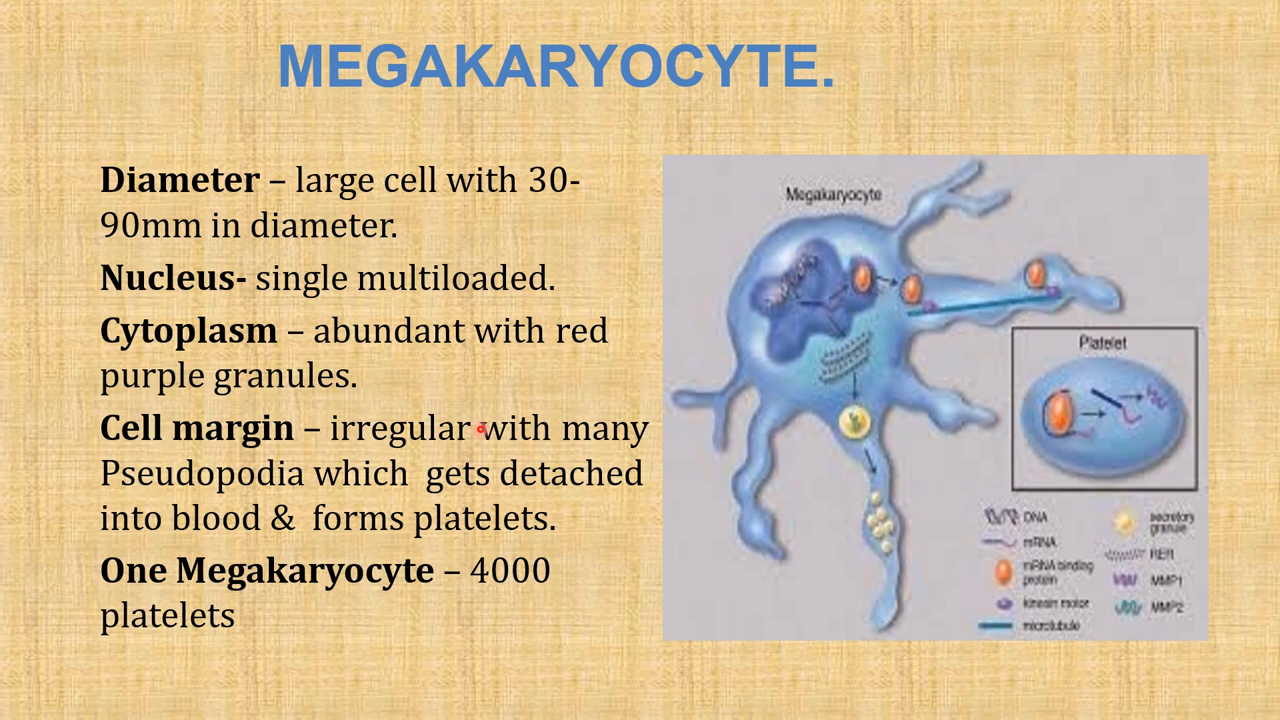 MEGAKARYOCYTE.
Diameter – large cell with 30-
90mm in diameter.
Nucleus- single multiloaded.
Cytoplasm – abundant with red
purple granules.
Cell margin – irregular with many
Pseudopodia which gets detached
into blood & forms platelets.
One Megakaryocyte – 4000
platelets
Megakaryocyte
Platelet
DNA
mRNA
mRNA binding
protein
kinesin motor
microtubule
secretory
granule
RER
MMP1
MMP2